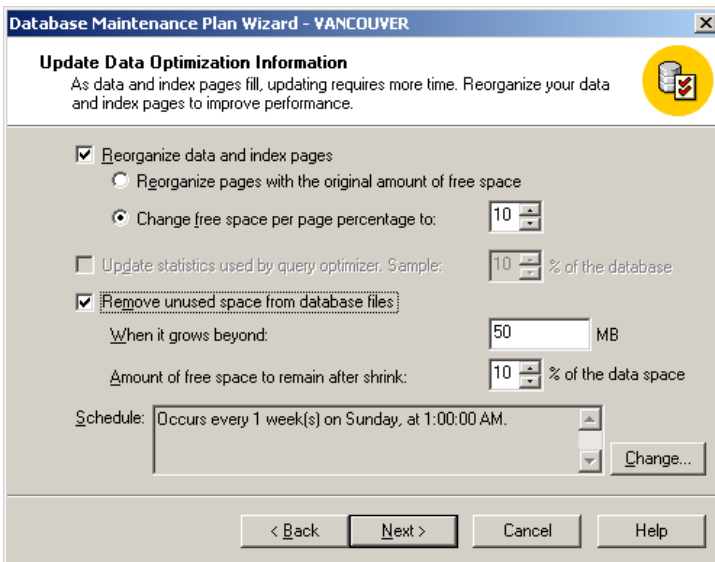 Database Maintenance Plan Wizard - VANCOUVER
Update Data Optimization Information
As data and index pages fill, updating requires more time. Reorganize your data
and index pages to improve performance.
Reorganize data and index pages
Reorganize pages with the original amount of free space
Change free space per page percentage to: 10
Update statistics used by query optimizer. Sample: 10 % of the database
Remove unused space from database files
When it grows beyond: 50 MB
Amount of free space to remain after shrink: 10 % of the data space
Schedule: Occurs every 1 week(s) on Sunday, at 1:00:00 AM.
Change...
< Back Next > Cancel Help